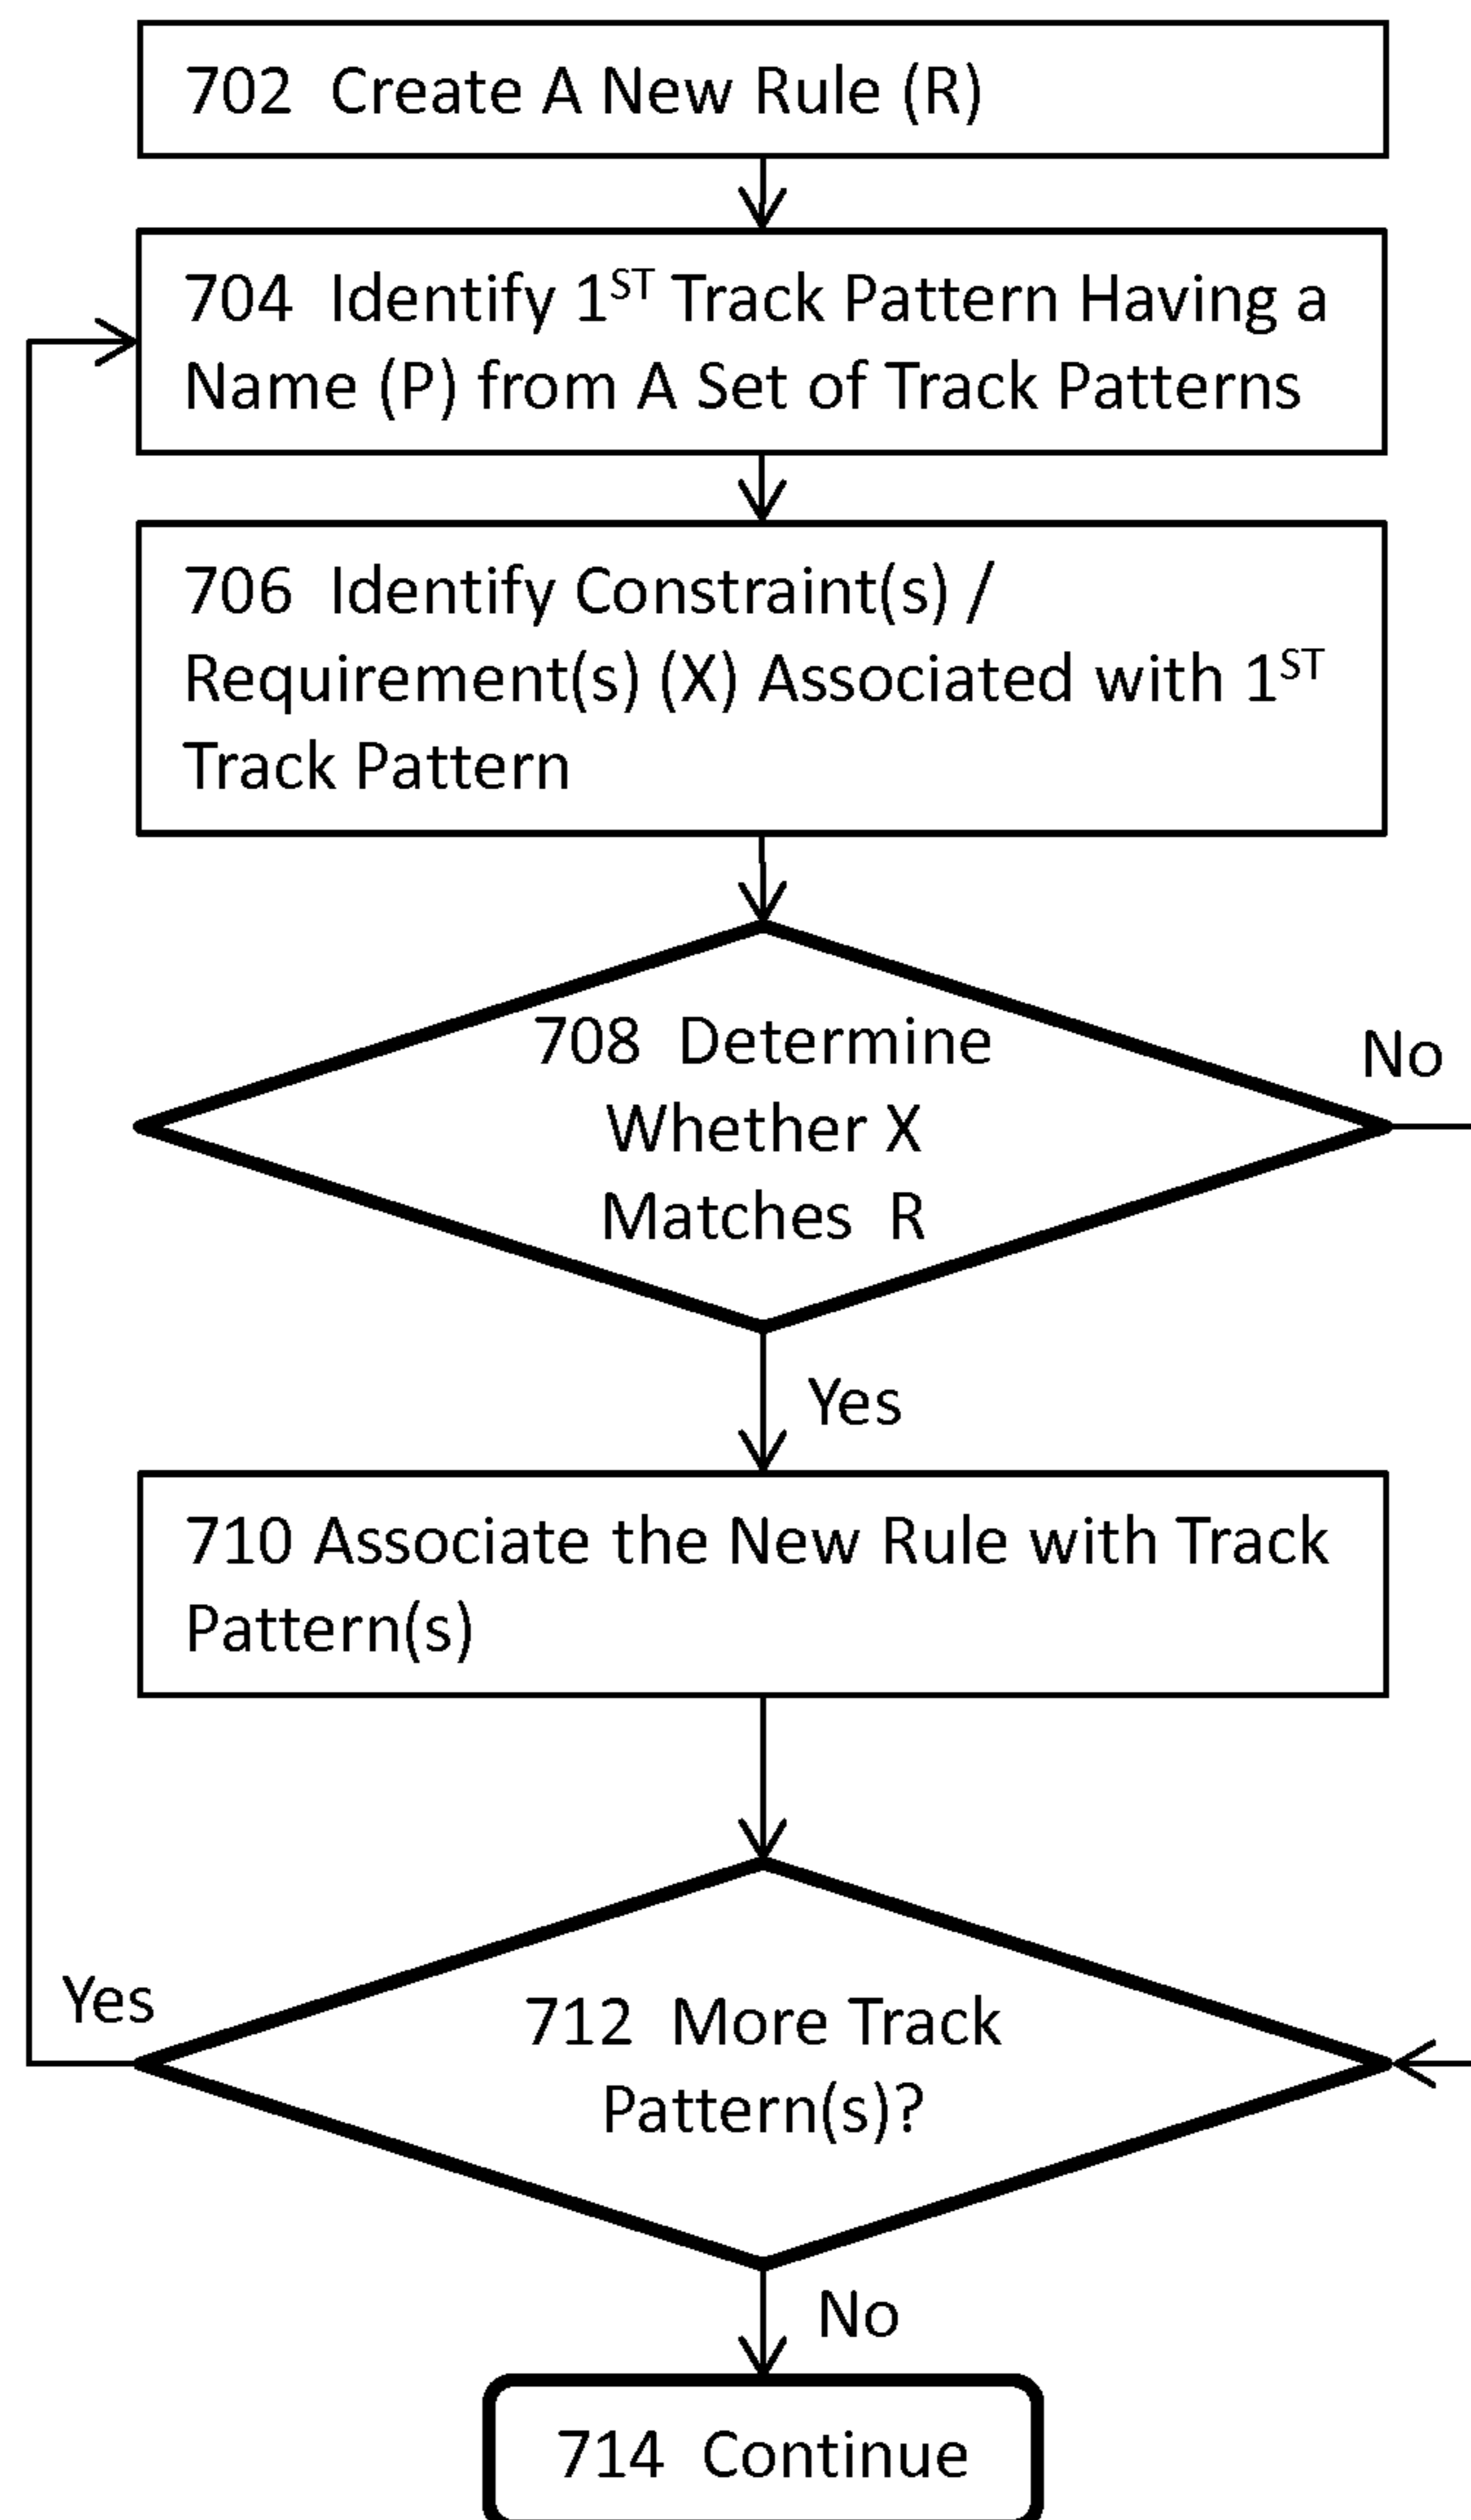 702 Create A New Rule (R)
704 Identify 1ST Track Pattern Having a
Name (P) from A Set of Track Patterns
706 Identify Constraint(s) /
Requirement(s) (X) Associated with 1ST
Track Pattern
708 Determine
Whether X
Matches R
No
Yes
710 Associate the New Rule with Track
Pattern(s)
Yes
712 More Track
Pattern(s)?
No
714 Continue